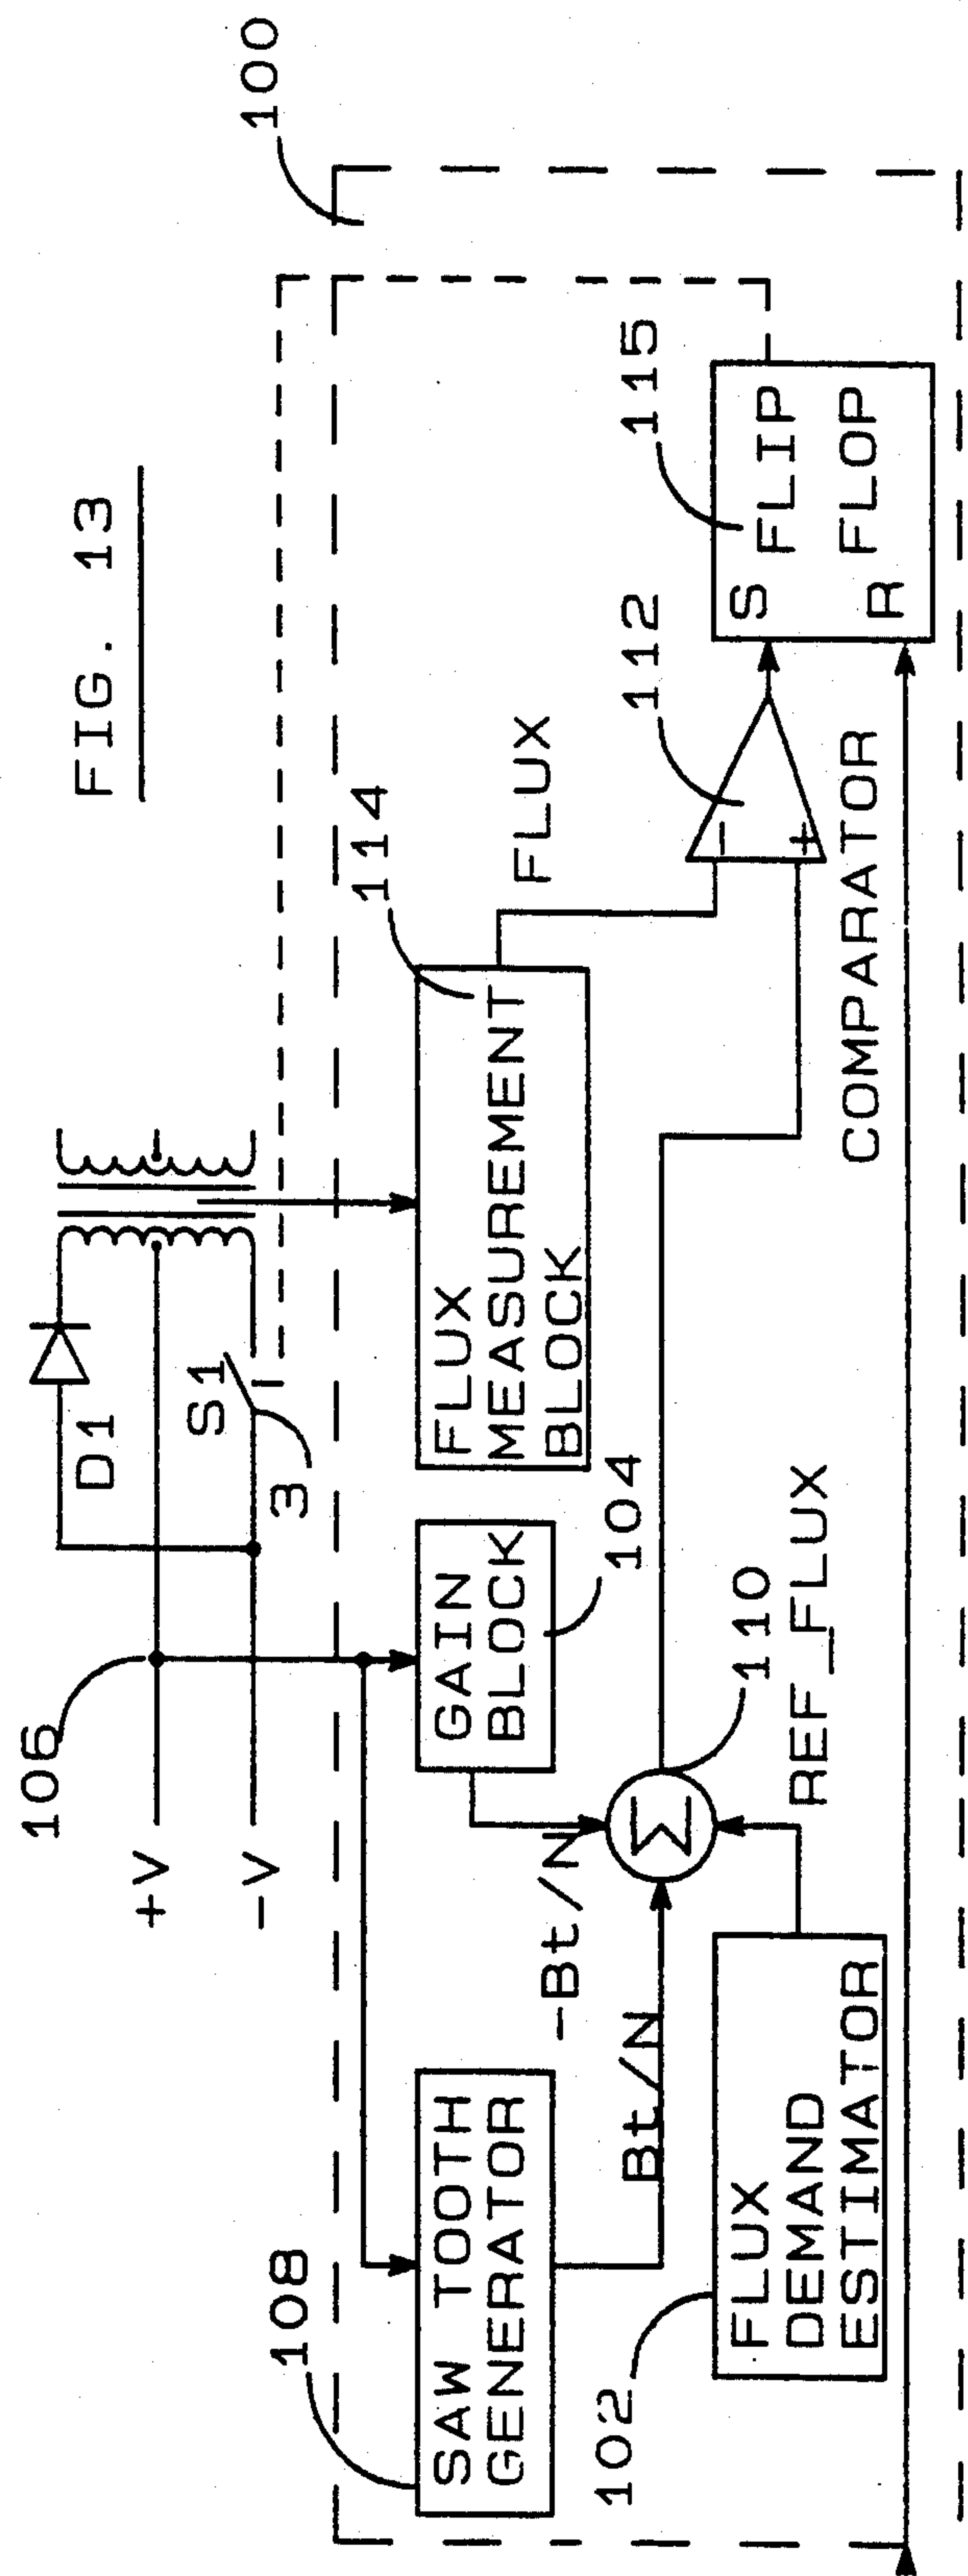 FIG. 13
100
106
+V
-V
D1
S1
3
108
SAW TOOTH
GENERATOR
GAIN
BLOCK
104
114
FLUX
MEASUREMENT
BLOCK
FLUX
-Bt/N
Bt/N
Σ
110
REF_FLUX
102
FLUX
DEMAND
ESTIMATOR
112
-
+
COMPARATOR
115
S
FLIP
FLOP
R